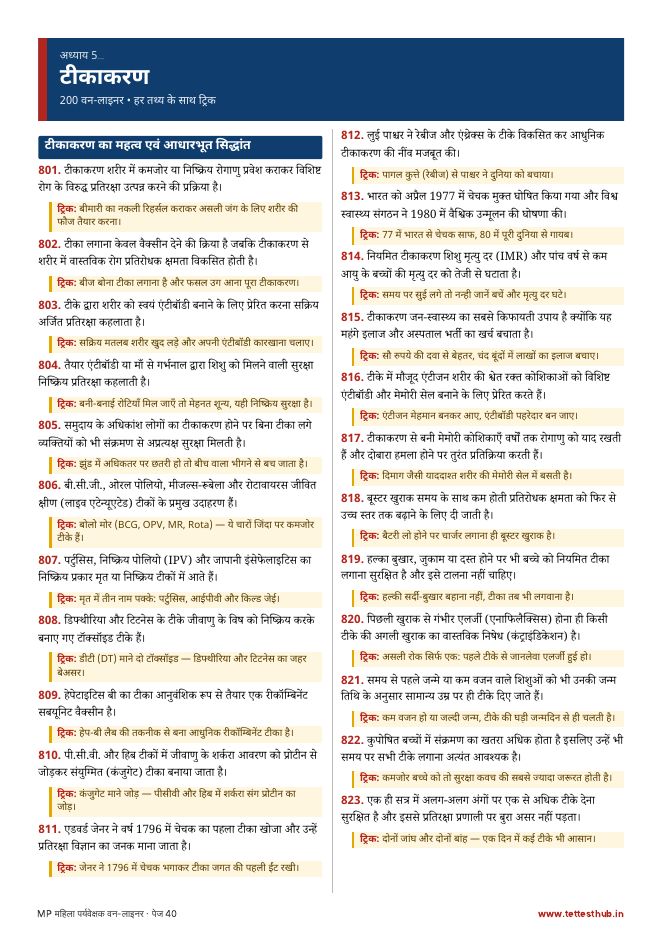 अध्याय 5...
टीकाकरण
200 वन-लाइनर • हर तथ्य के साथ ट्रिक
टीकाकरण का महत्व एवं आधारभूत सिद्धांत
801. टीकाकरण शरीर में कमजोर या निष्क्रिय रोगाणु प्रवेश कराकर विशिष्ट
रोग के विरुद्ध प्रतिरक्षा उत्पन्न करने की प्रक्रिया है।
ट्रिक: बीमारी का नकली रिहर्सल कराकर असली जंग के लिए शरीर की
फौज तैयार करना।
802. टीका लगाना केवल वैक्सीन देने की क्रिया है जबकि टीकाकरण से
शरीर में वास्तविक रोग प्रतिरोधक क्षमता विकसित होती है।
ट्रिक: बीज बोना टीका लगाना है और फसल उग आना पूरा टीकाकरण।
803. टीके द्वारा शरीर को स्वयं एंटीबॉडी बनाने के लिए प्रेरित करना सक्रिय
अर्जित प्रतिरक्षा कहलाता है।
ट्रिक: सक्रिय मतलब शरीर खुद लड़े और अपनी एंटीबॉडी कारखाना चलाए।
804. तैयार एंटीबॉडी या माँ से गर्भनाल द्वारा शिशु को मिलने वाली सुरक्षा
निष्क्रिय प्रतिरक्षा कहलाती है।
ट्रिक: बनी-बनाई रोटियाँ मिल जाएँ तो मेहनत शून्य, यही निष्क्रिय सुरक्षा है।
805. समुदाय के अधिकांश लोगों का टीकाकरण होने पर बिना टीका लगे
व्यक्तियों को भी संक्रमण से अप्रत्यक्ष सुरक्षा मिलती है।
ट्रिक: झुंड में अधिकतर पर छतरी हो तो बीच वाला भीगने से बच जाता है।
806. बी.सी.जी., ओरल पोलियो, मीजल्स-रूबेला और रोटावायरस जीवित
क्षीण (लाइव एटेन्यूएटेड) टीकों के प्रमुख उदाहरण हैं।
ट्रिक: बोलो मोर (BCG, OPV, MR, Rota) — ये चारों जिंदा पर कमजोर
टीके हैं।
807. पर्टुसिस, निष्क्रिय पोलियो (IPV) और जापानी इंसेफेलाइटिस का
निष्क्रिय प्रकार मृत या निष्क्रिय टीकों में आते हैं।
ट्रिक: मृत में तीन नाम पक्के: पर्टुसिस, आईपीवी और किल्ड जेई।
808. डिफ्थीरिया और टिटनेस के टीके जीवाणु के विष को निष्क्रिय करके
बनाए गए टॉक्सॉइड टीके हैं।
ट्रिक: डीटी (DT) माने दो टॉक्सॉइड — डिफ्थीरिया और टिटनेस का जहर
बेअसर।
809. हेपेटाइटिस बी का टीका आनुवंशिक रूप से तैयार एक रीकॉम्बिनेंट
सबयूनिट वैक्सीन है।
ट्रिक: हेप-बी लैब की तकनीक से बना आधुनिक रीकॉम्बिनेंट टीका है।
810. पी.सी.वी. और हिब टीकों में जीवाणु के शर्करा आवरण को प्रोटीन से
जोड़कर संयुग्मित (कंजुगेट) टीका बनाया जाता है।
ट्रिक: कंजुगेट माने जोड़ — पीसीवी और हिब में शर्करा संग प्रोटीन का
जोड़।
811. एडवर्ड जेनर ने वर्ष 1796 में चेचक का पहला टीका खोजा और उन्हें
प्रतिरक्षा विज्ञान का जनक माना जाता है।
ट्रिक: जेनर ने 1796 में चेचक भगाकर टीका जगत की पहली ईंट रखी।
812. लुई पाश्चर ने रेबीज और एंथ्रेक्स के टीके विकसित कर आधुनिक
टीकाकरण की नींव मजबूत की।
ट्रिक: पागल कुत्ते (रेबीज) से पाश्चर ने दुनिया को बचाया।
813. भारत को अप्रैल 1977 में चेचक मुक्त घोषित किया गया और विश्व
स्वास्थ्य संगठन ने 1980 में वैश्विक उन्मूलन की घोषणा की।
ट्रिक: 77 में भारत से चेचक साफ, 80 में पूरी दुनिया से गायब।
814. नियमित टीकाकरण शिशु मृत्यु दर (IMR) और पांच वर्ष से कम
आयु के बच्चों की मृत्यु दर को तेजी से घटाता है।
ट्रिक: समय पर सुई लगे तो नन्ही जानें बचें और मृत्यु दर घटे।
815. टीकाकरण जन-स्वास्थ्य का सबसे किफायती उपाय है क्योंकि यह
महंगे इलाज और अस्पताल भर्ती का खर्च बचाता है।
ट्रिक: सौ रुपये की दवा से बेहतर, चंद बूंदों में लाखों का इलाज बचाए।
816. टीके में मौजूद एंटीजन शरीर की श्वेत रक्त कोशिकाओं को विशिष्ट
एंटीबॉडी और मेमोरी सेल बनाने के लिए प्रेरित करते हैं।
ट्रिक: एंटीजन मेहमान बनकर आए, एंटीबॉडी पहरेदार बन जाए।
817. टीकाकरण से बनी मेमोरी कोशिकाएँ वर्षों तक रोगाणु को याद रखती
हैं और दोबारा हमला होने पर तुरंत प्रतिक्रिया करती हैं।
ट्रिक: दिमाग जैसी याददाश्त शरीर की मेमोरी सेल में बसती है।
818. बूस्टर खुराक समय के साथ कम होती प्रतिरोधक क्षमता को फिर से
उच्च स्तर तक बढ़ाने के लिए दी जाती है।
ट्रिक: बैटरी लो होने पर चार्जर लगाना ही बूस्टर खुराक है।
819. हल्का बुखार, जुकाम या दस्त होने पर भी बच्चे को नियमित टीका
लगाना सुरक्षित है और इसे टालना नहीं चाहिए।
ट्रिक: हल्की सर्दी-बुखार बहाना नहीं, टीका तब भी लगवाना है।
820. पिछली खुराक से गंभीर एलर्जी (एनाफिलैक्सिस) होना ही किसी
टीके की अगली खुराक का वास्तविक निषेध (कंट्राइंडिकेशन) है।
ट्रिक: असली रोक सिर्फ एक: पहले टीके से जानलेवा एलर्जी हुई हो।
821. समय से पहले जन्मे या कम वजन वाले शिशुओं को भी उनकी जन्म
तिथि के अनुसार सामान्य उम्र पर ही टीके दिए जाते हैं।
ट्रिक: कम वजन हो या जल्दी जन्म, टीके की घड़ी जन्मदिन से ही चलती है।
822. कुपोषित बच्चों में संक्रमण का खतरा अधिक होता है इसलिए उन्हें भी
समय पर सभी टीके लगाना अत्यंत आवश्यक है।
ट्रिक: कमजोर बच्चे को तो सुरक्षा कवच की सबसे ज्यादा जरूरत होती है।
823. एक ही सत्र में अलग-अलग अंगों पर एक से अधिक टीके देना
सुरक्षित है और इससे प्रतिरक्षा प्रणाली पर बुरा असर नहीं पड़ता।
ट्रिक: दोनों जांघ और दोनों बांह — एक दिन में कई टीके भी आसान।
MP महिला पर्यवेक्षक वन-लाइनर · पेज 40
www.tettesthub.in